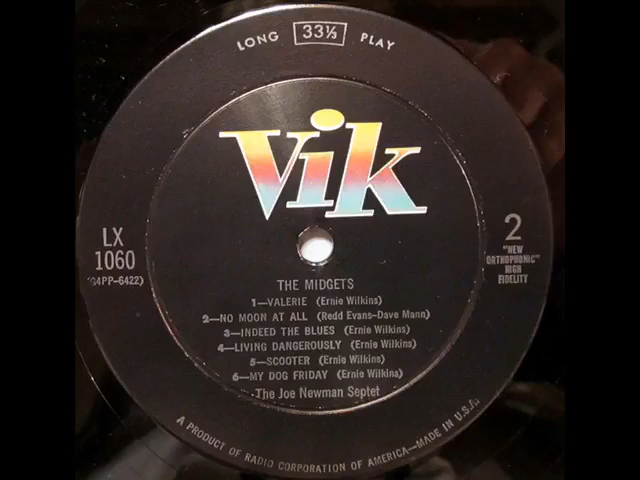 LONG 33⅓ PLAY
Vik
LX
1060
(G4PP-6422)
2
"NEW
ORTHOPHONIC"
HIGH
FIDELITY
THE MIDGETS
1—VALERIE (Ernie Wilkins)
2—NO MOON AT ALL (Redd Evans-Dave Mann)
3—INDEED THE BLUES (Ernie Wilkins)
4—LIVING DANGEROUSLY (Ernie Wilkins)
5—SCOOTER (Ernie Wilkins)
6—MY DOG FRIDAY (Ernie Wilkins)
The Joe Newman Septet
A PRODUCT OF RADIO CORPORATION OF AMERICA—MADE IN U.S.A.